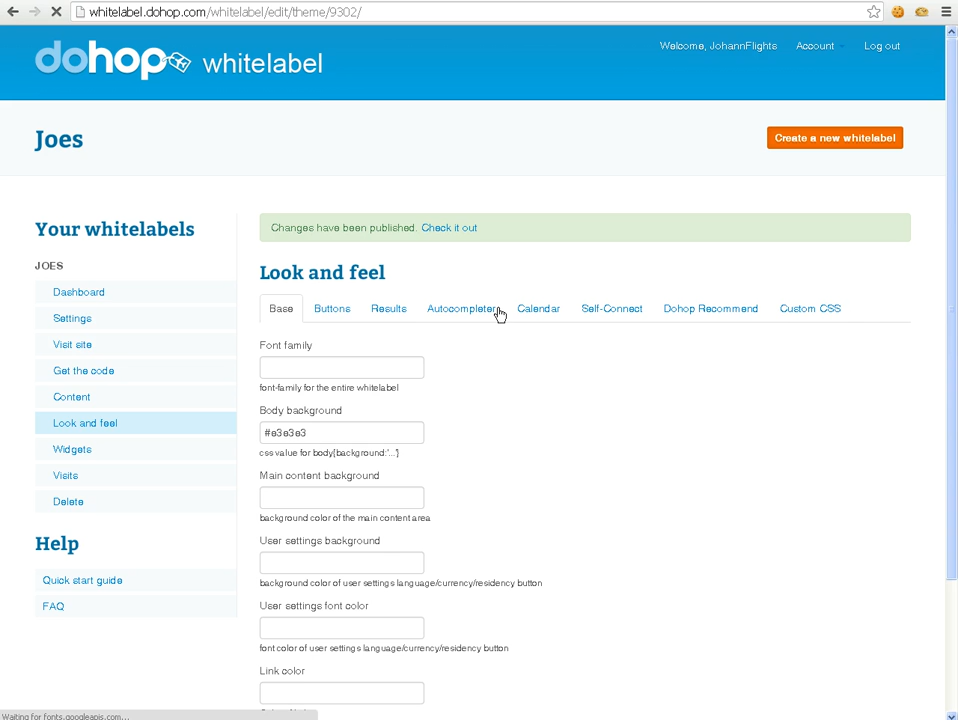 whitelabel.dohop.com/whitelabel/edit/theme/9302/
dohop whitelabel
Welcome, JohannFlights Account Log out
Joes
Create a new whitelabel
Your whitelabels
JOES
Dashboard
Settings
Visit site
Get the code
Content
Look and feel
Widgets
Visits
Delete
Help
Quick start guide
FAQ
Changes have been published. Check it out
Look and feel
Base Buttons Results Autocompleter Calendar Self-Connect Dohop Recommend Custom CSS
Font family
font-family for the entire whitelabel
Body background
#e3e3e3
css value for body{background:'...'}
Main content background
background color of the main content area
User settings background
background color of user settings language/currency/residency button
User settings font color
font color of user settings language/currency/residency button
Link color
Waiting for fonts.googleapis.com...